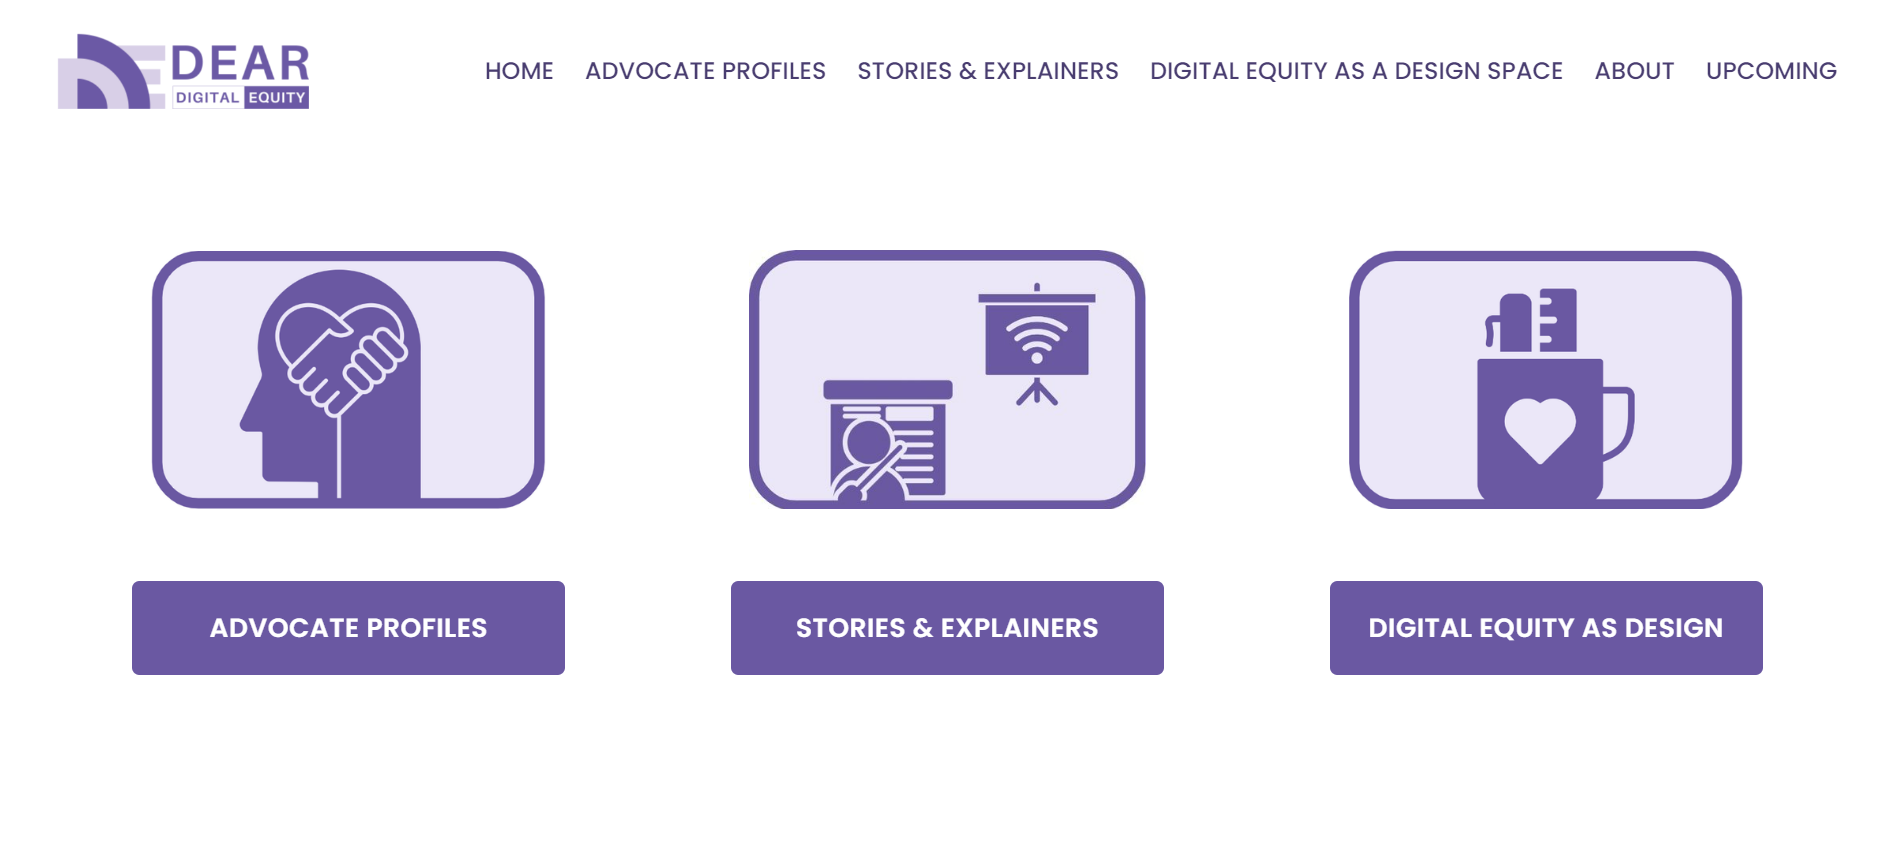 DEAR
DIGITAL EQUITY
HOME ADVOCATE PROFILES STORIES & EXPLAINERS DIGITAL EQUITY AS A DESIGN SPACE ABOUT UPCOMING
ADVOCATE PROFILES STORIES & EXPLAINERS DIGITAL EQUITY AS DESIGN